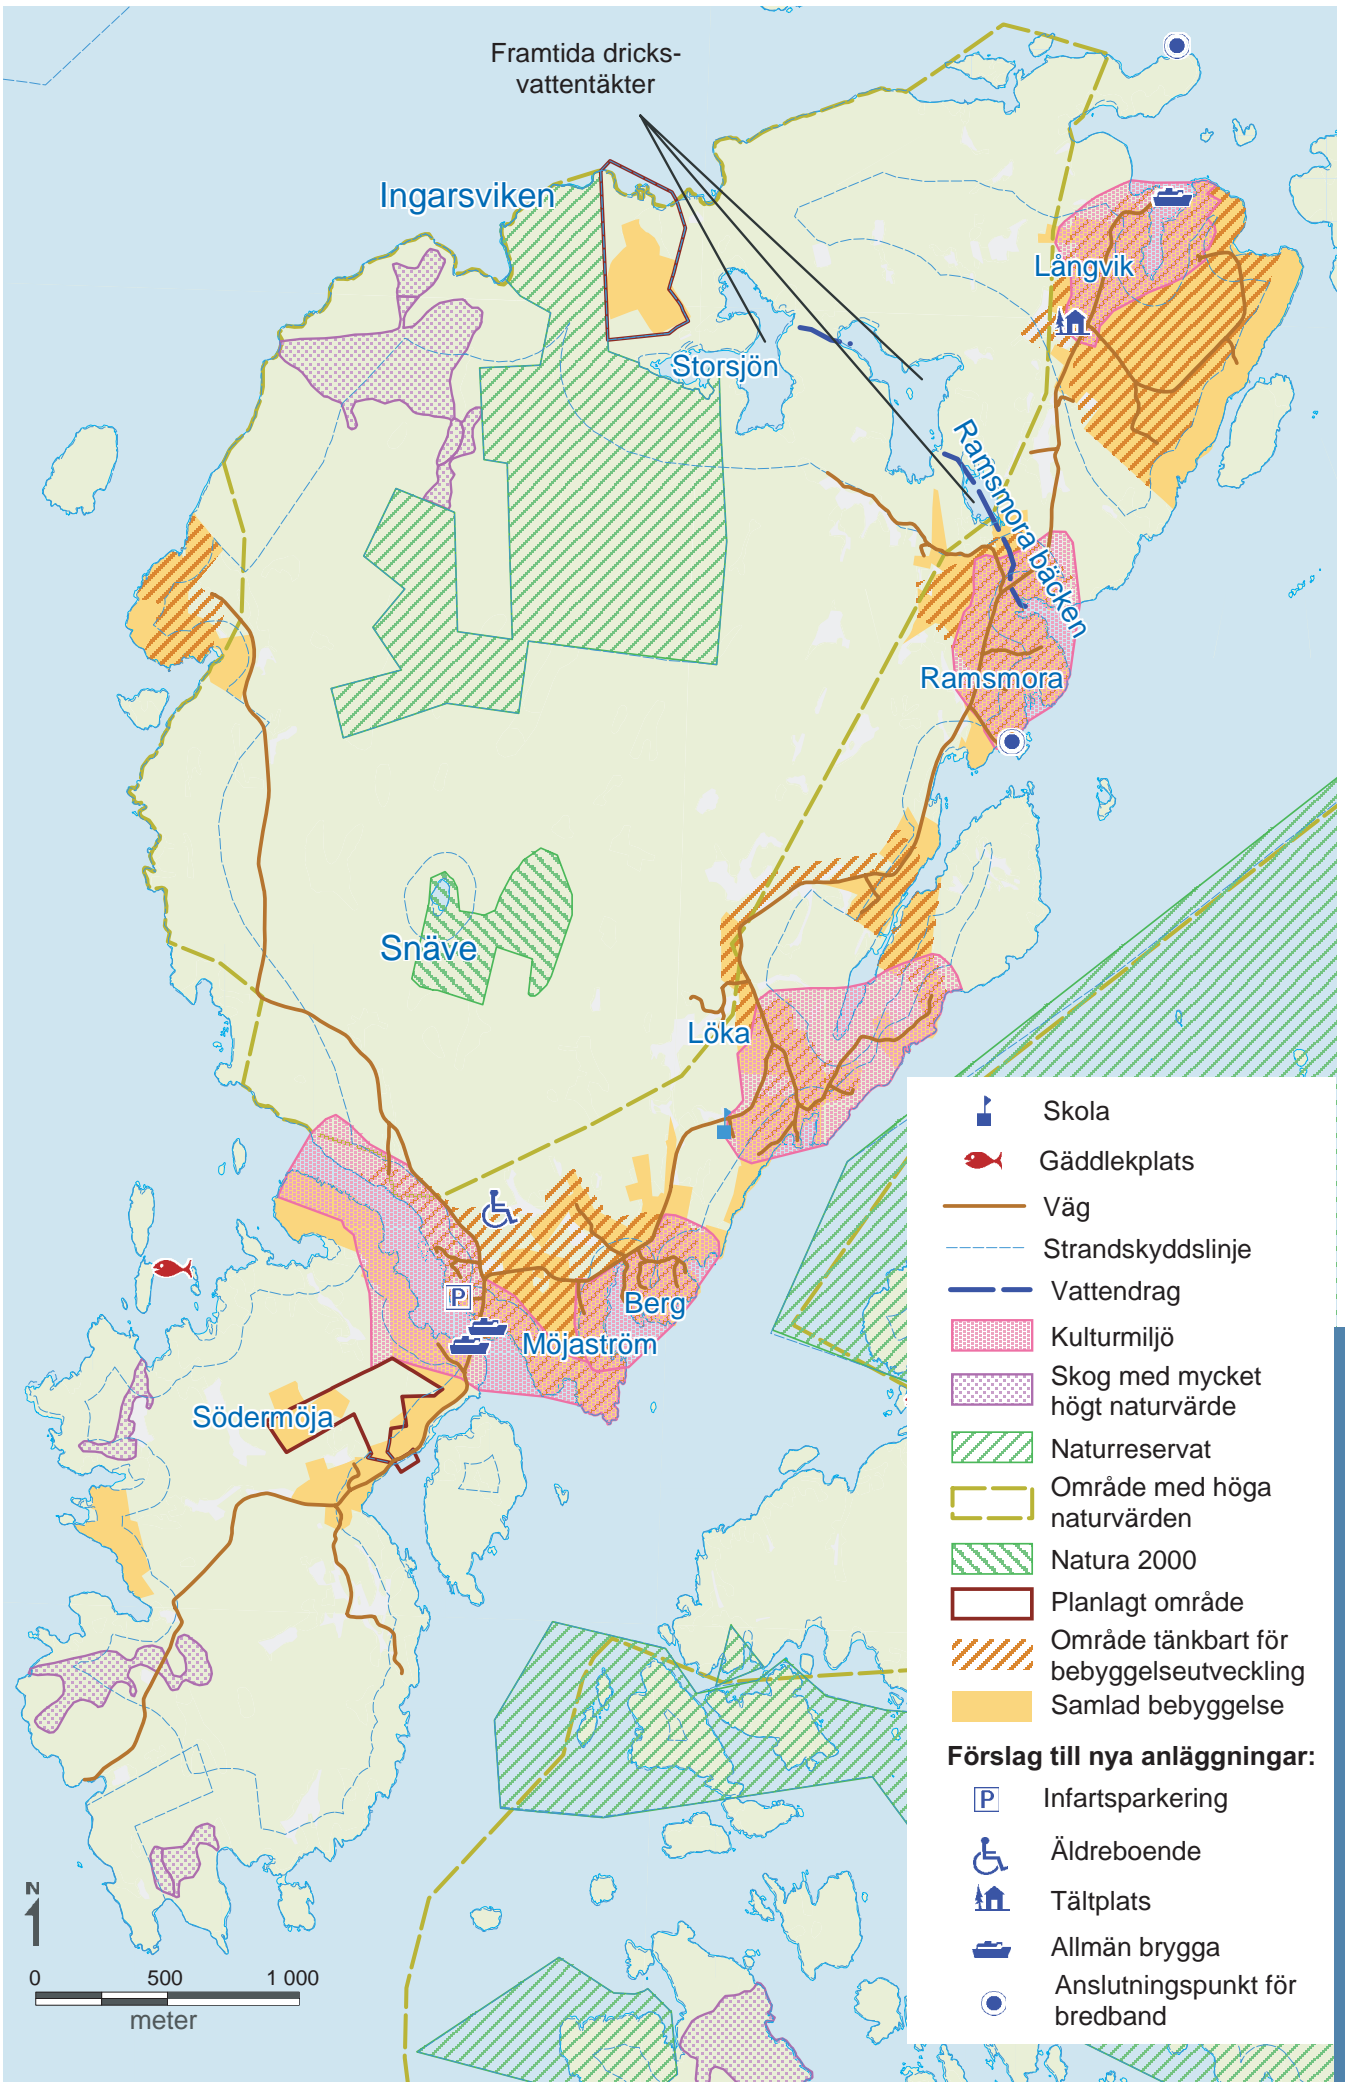 Framtida dricks-
vattentäkter
Ingarsviken
Långvik
Storsjön
Ramsmora bäcken
Ramsmora
Snäve
Löka
Berg
P
Möjaström
Södermöja
Skola
Gäddlekplats
Väg
Strandskyddslinje
Vattendrag
Kulturmiljö
Skog med mycket
högt naturvärde
Naturreservat
Område med höga
naturvärden
Natura 2000
Planlagt område
Område tänkbart för
bebyggelseutveckling
Samlad bebyggelse
Förslag till nya anläggningar:
P Infartsparkering
Äldreboende
Tältplats
Allmän brygga
Anslutningspunkt för
bredband
N
0 500 1 000
meter